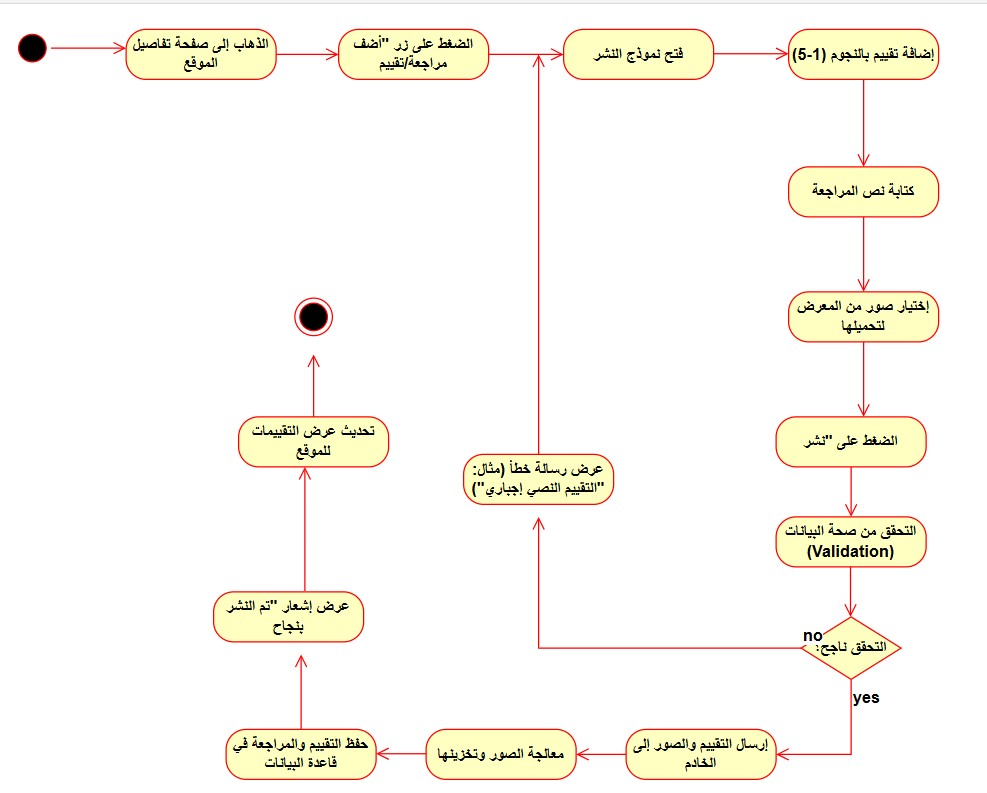 الذهاب إلى صفحة تفاصيل
الموقع
الضغط على زر "أضف
مراجعة/تقييم
فتح نموذج النشر
إضافة تقييم بالنجوم (1-5)
كتابة نص المراجعة
إختيار صور من المعرض
لتحميلها
الضغط على "نشر
التحقق من صحة البيانات
(Validation)
التحقق ناجح؟
no
yes
عرض رسالة خطأ (مثال:
"التقييم النصي إجباري")
إرسال التقييم والصور إلى
الخادم
معالجة الصور وتخزينها
حفظ التقييم والمراجعة في
قاعدة البيانات
عرض إشعار "تم النشر
بنجاح
تحديث عرض التقييمات
للموقع